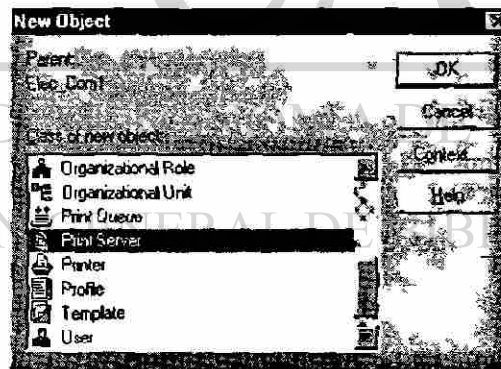 New Object
Parent:
OK
Cancel
Class of new object:
Context
Help
Organizational Role
Organizational Unit
Print Queue
Print Server
Printer
Profile
Template
User